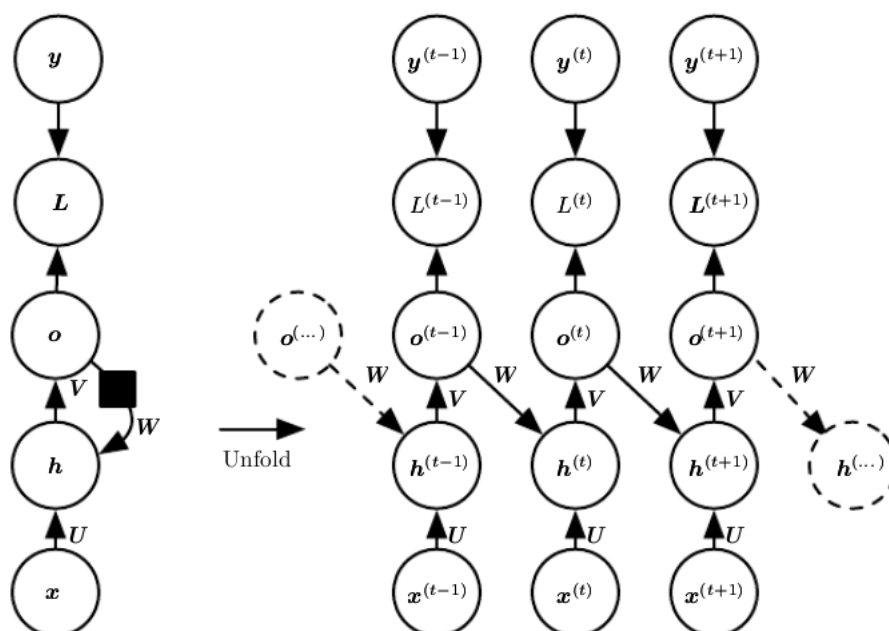 y y^(t−1) y^(t) y^(t+1)
L L^(t−1) L^(t) L^(t+1)
o o^(...) o^(t−1) o^(t) o^(t+1)
W W W W
V V V V
W
Unfold
h h^(t−1) h^(t) h^(t+1) h^(...)
U U U U
x x^(t−1) x^(t) x^(t+1)